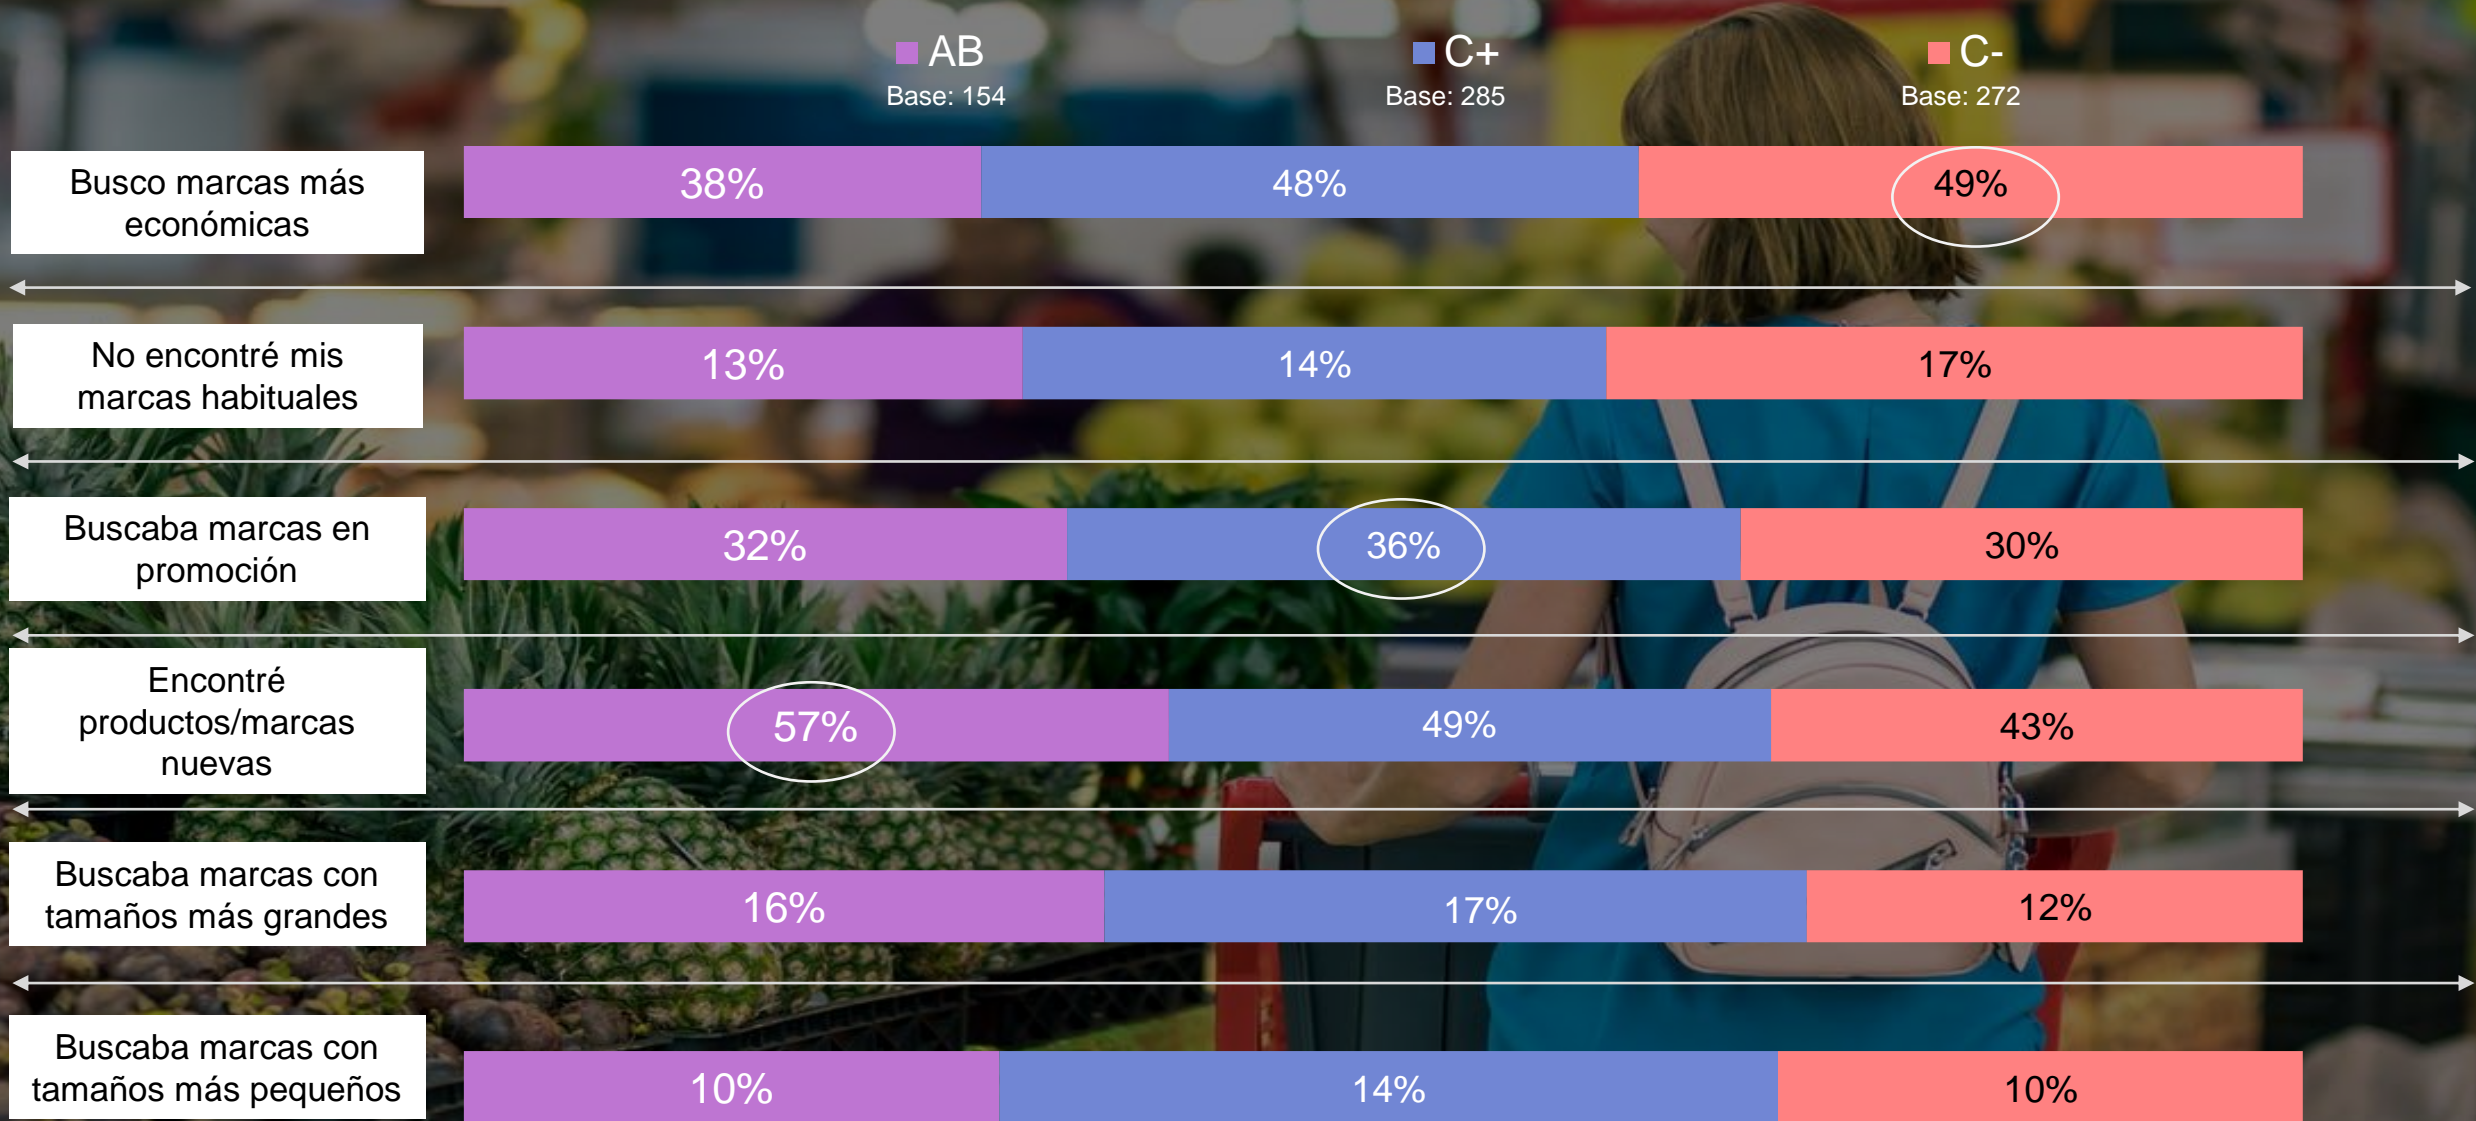 AB
Base: 154
C+
Base: 285
C-
Base: 272
Busco marcas más
económicas
38%
48%
49%
No encontré mis
marcas habituales
13%
14%
17%
Buscaba marcas en
promoción
32%
36%
30%
Encontré
productos/marcas
nuevas
57%
49%
43%
Buscaba marcas con
tamaños más grandes
16%
17%
12%
Buscaba marcas con
tamaños más pequeños
10%
14%
10%